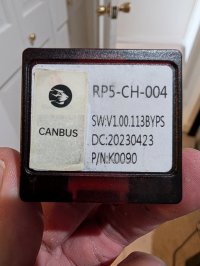 RP5-CH-004
CANBUS
SW:V1.00.113BYPS
DC:20230423
P/N:K0090